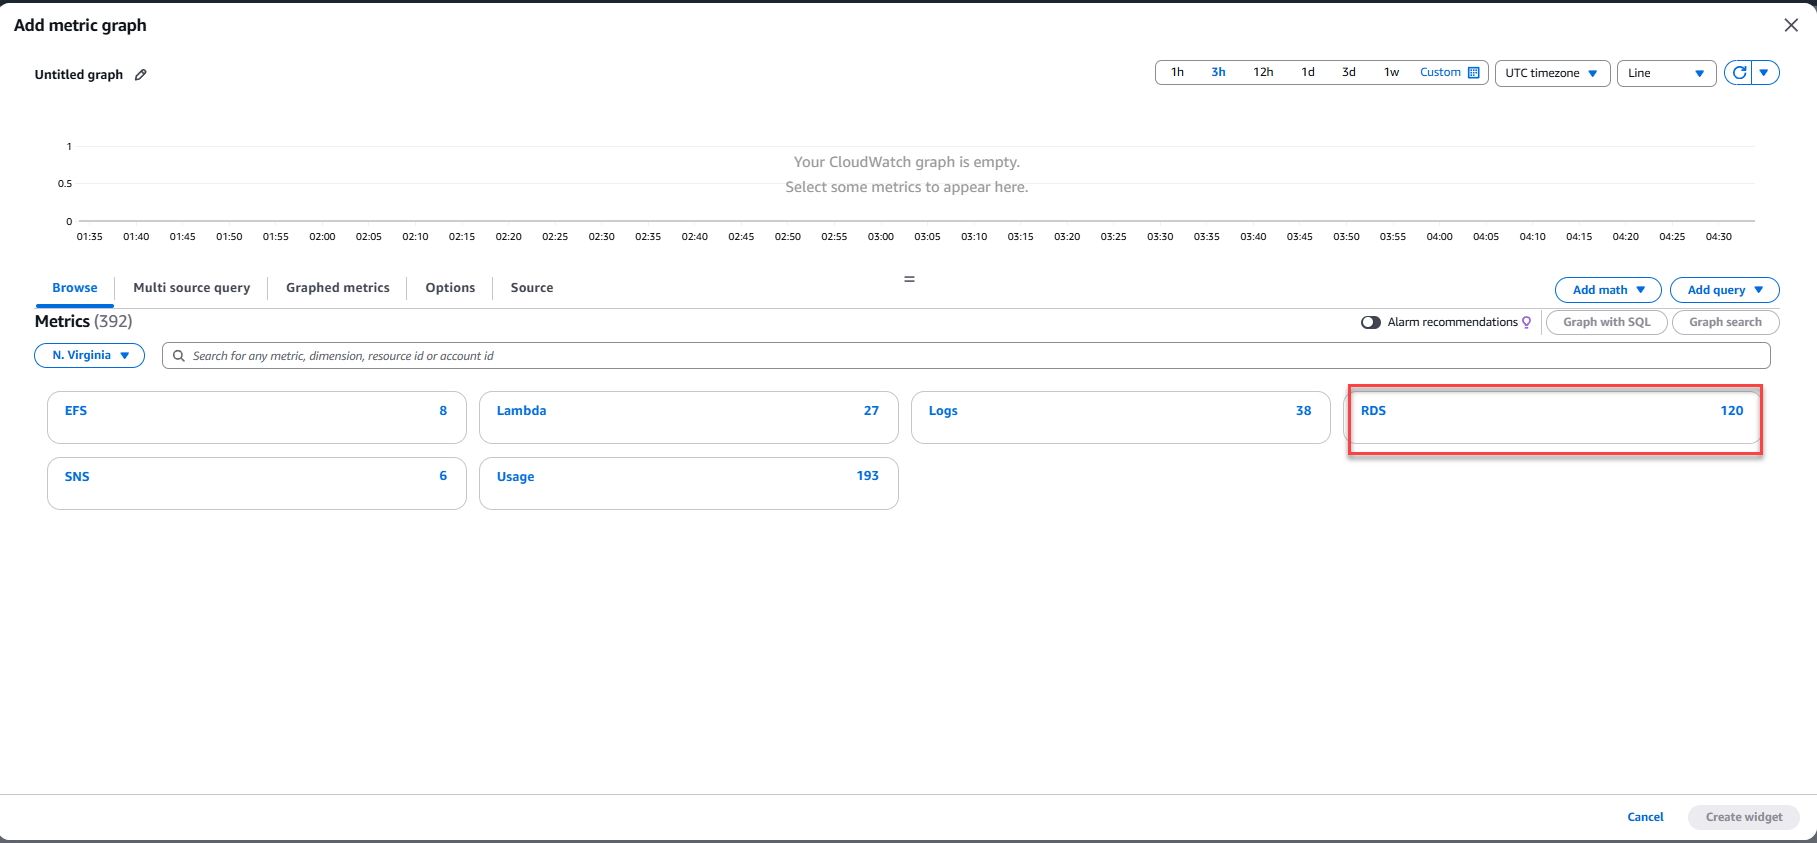 Add metric graph
Untitled graph
1h 3h 12h 1d 3d 1w Custom UTC timezone Line
1
Your CloudWatch graph is empty.
0.5
Select some metrics to appear here.
0
01:35 01:40 01:45 01:50 01:55 02:00 02:05 02:10 02:15 02:20 02:25 02:30 02:35 02:40 02:45 02:50 02:55 03:00 03:05 03:10 03:15 03:20 03:25 03:30 03:35 03:40 03:45 03:50 03:55 04:00 04:05 04:10 04:15 04:20 04:25 04:30
Browse Multi source query Graphed metrics Options Source Add math Add query
Metrics (392) Alarm recommendations Graph with SQL Graph search
N. Virginia Search for any metric, dimension, resource id or account id
EFS 8 Lambda 27 Logs 38 RDS 120
SNS 6 Usage 193
Cancel Create widget